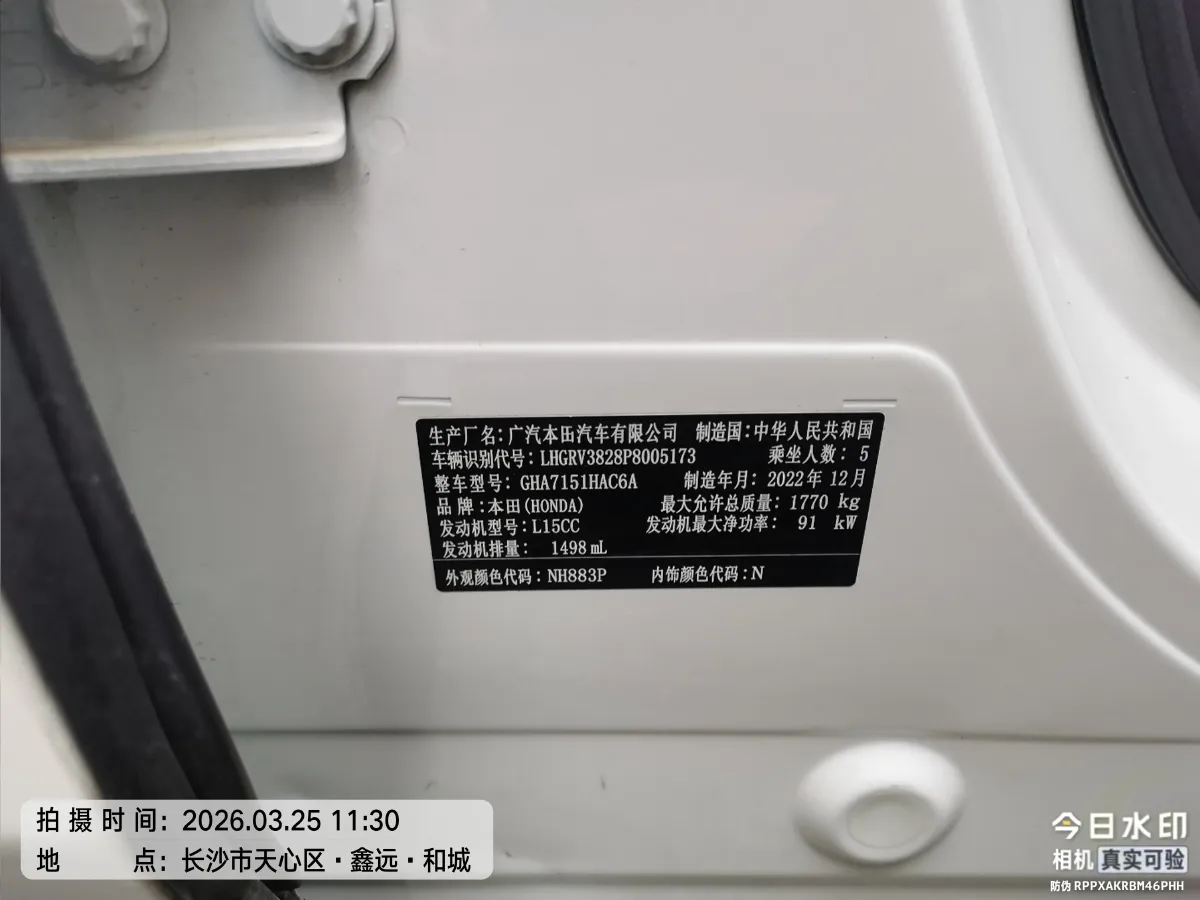 生产厂名：广汽本田汽车有限公司 制造国：中华人民共和国
车辆识别代号：LHGRV3828P8005173 乘坐人数：5
整车型号：GHA7151HAC6A 制造年月：2022年12月
品牌：本田(HONDA) 最大允许总质量：1770 kg
发动机型号：L15CC 发动机最大净功率：91 kW
发动机排量：1498 mL
外观颜色代码：NH883P 内饰颜色代码：N
拍摄时间：2026.03.25 11:30
地点：长沙市天心区·鑫远·和城
今日水印
相机 真实可验
防伪 RPPXAKRBM46PHH